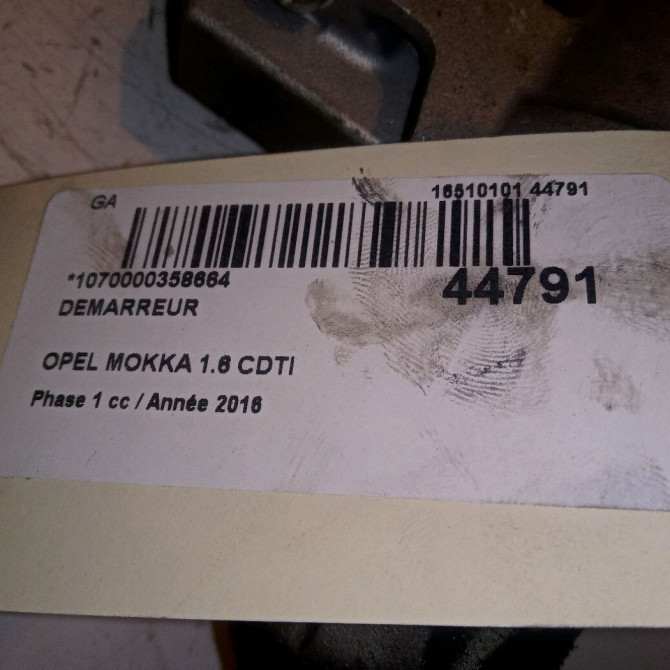 GA
16510101 44791
*1070000358664
44791
DEMARREUR
OPEL MOKKA 1.6 CDTI
Phase 1 cc / Année 2016